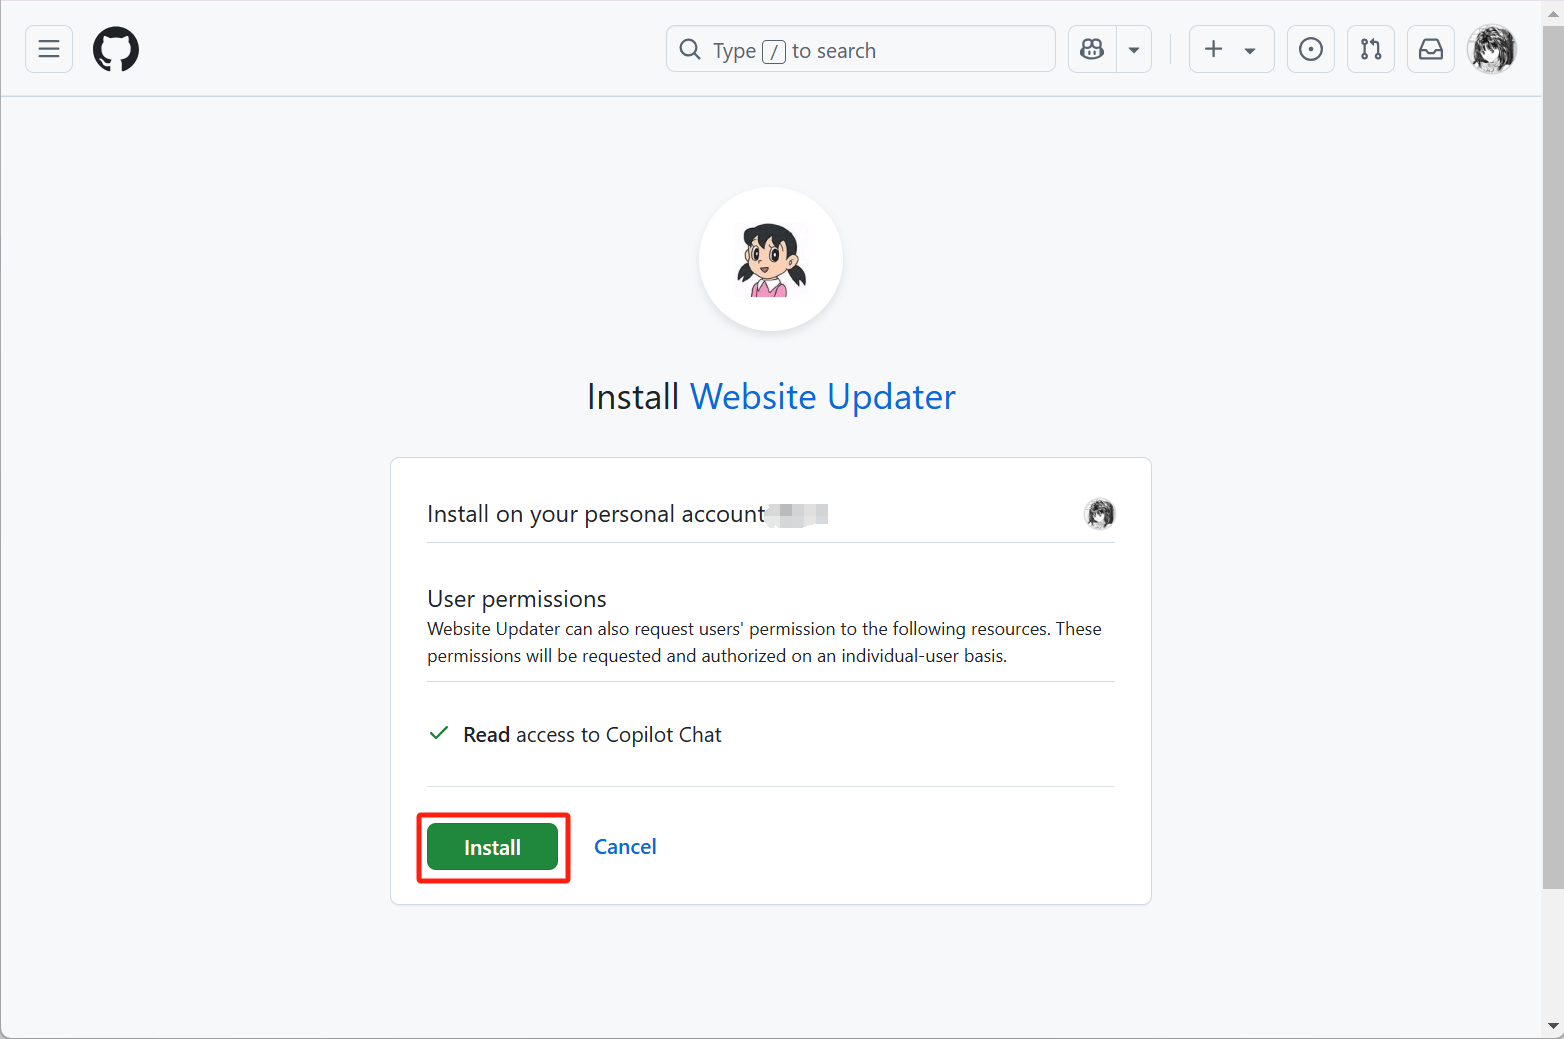 Type / to search
Install Website Updater
Install on your personal account
User permissions
Website Updater can also request users' permission to the following resources. These
permissions will be requested and authorized on an individual-user basis.
Read access to Copilot Chat
Install Cancel